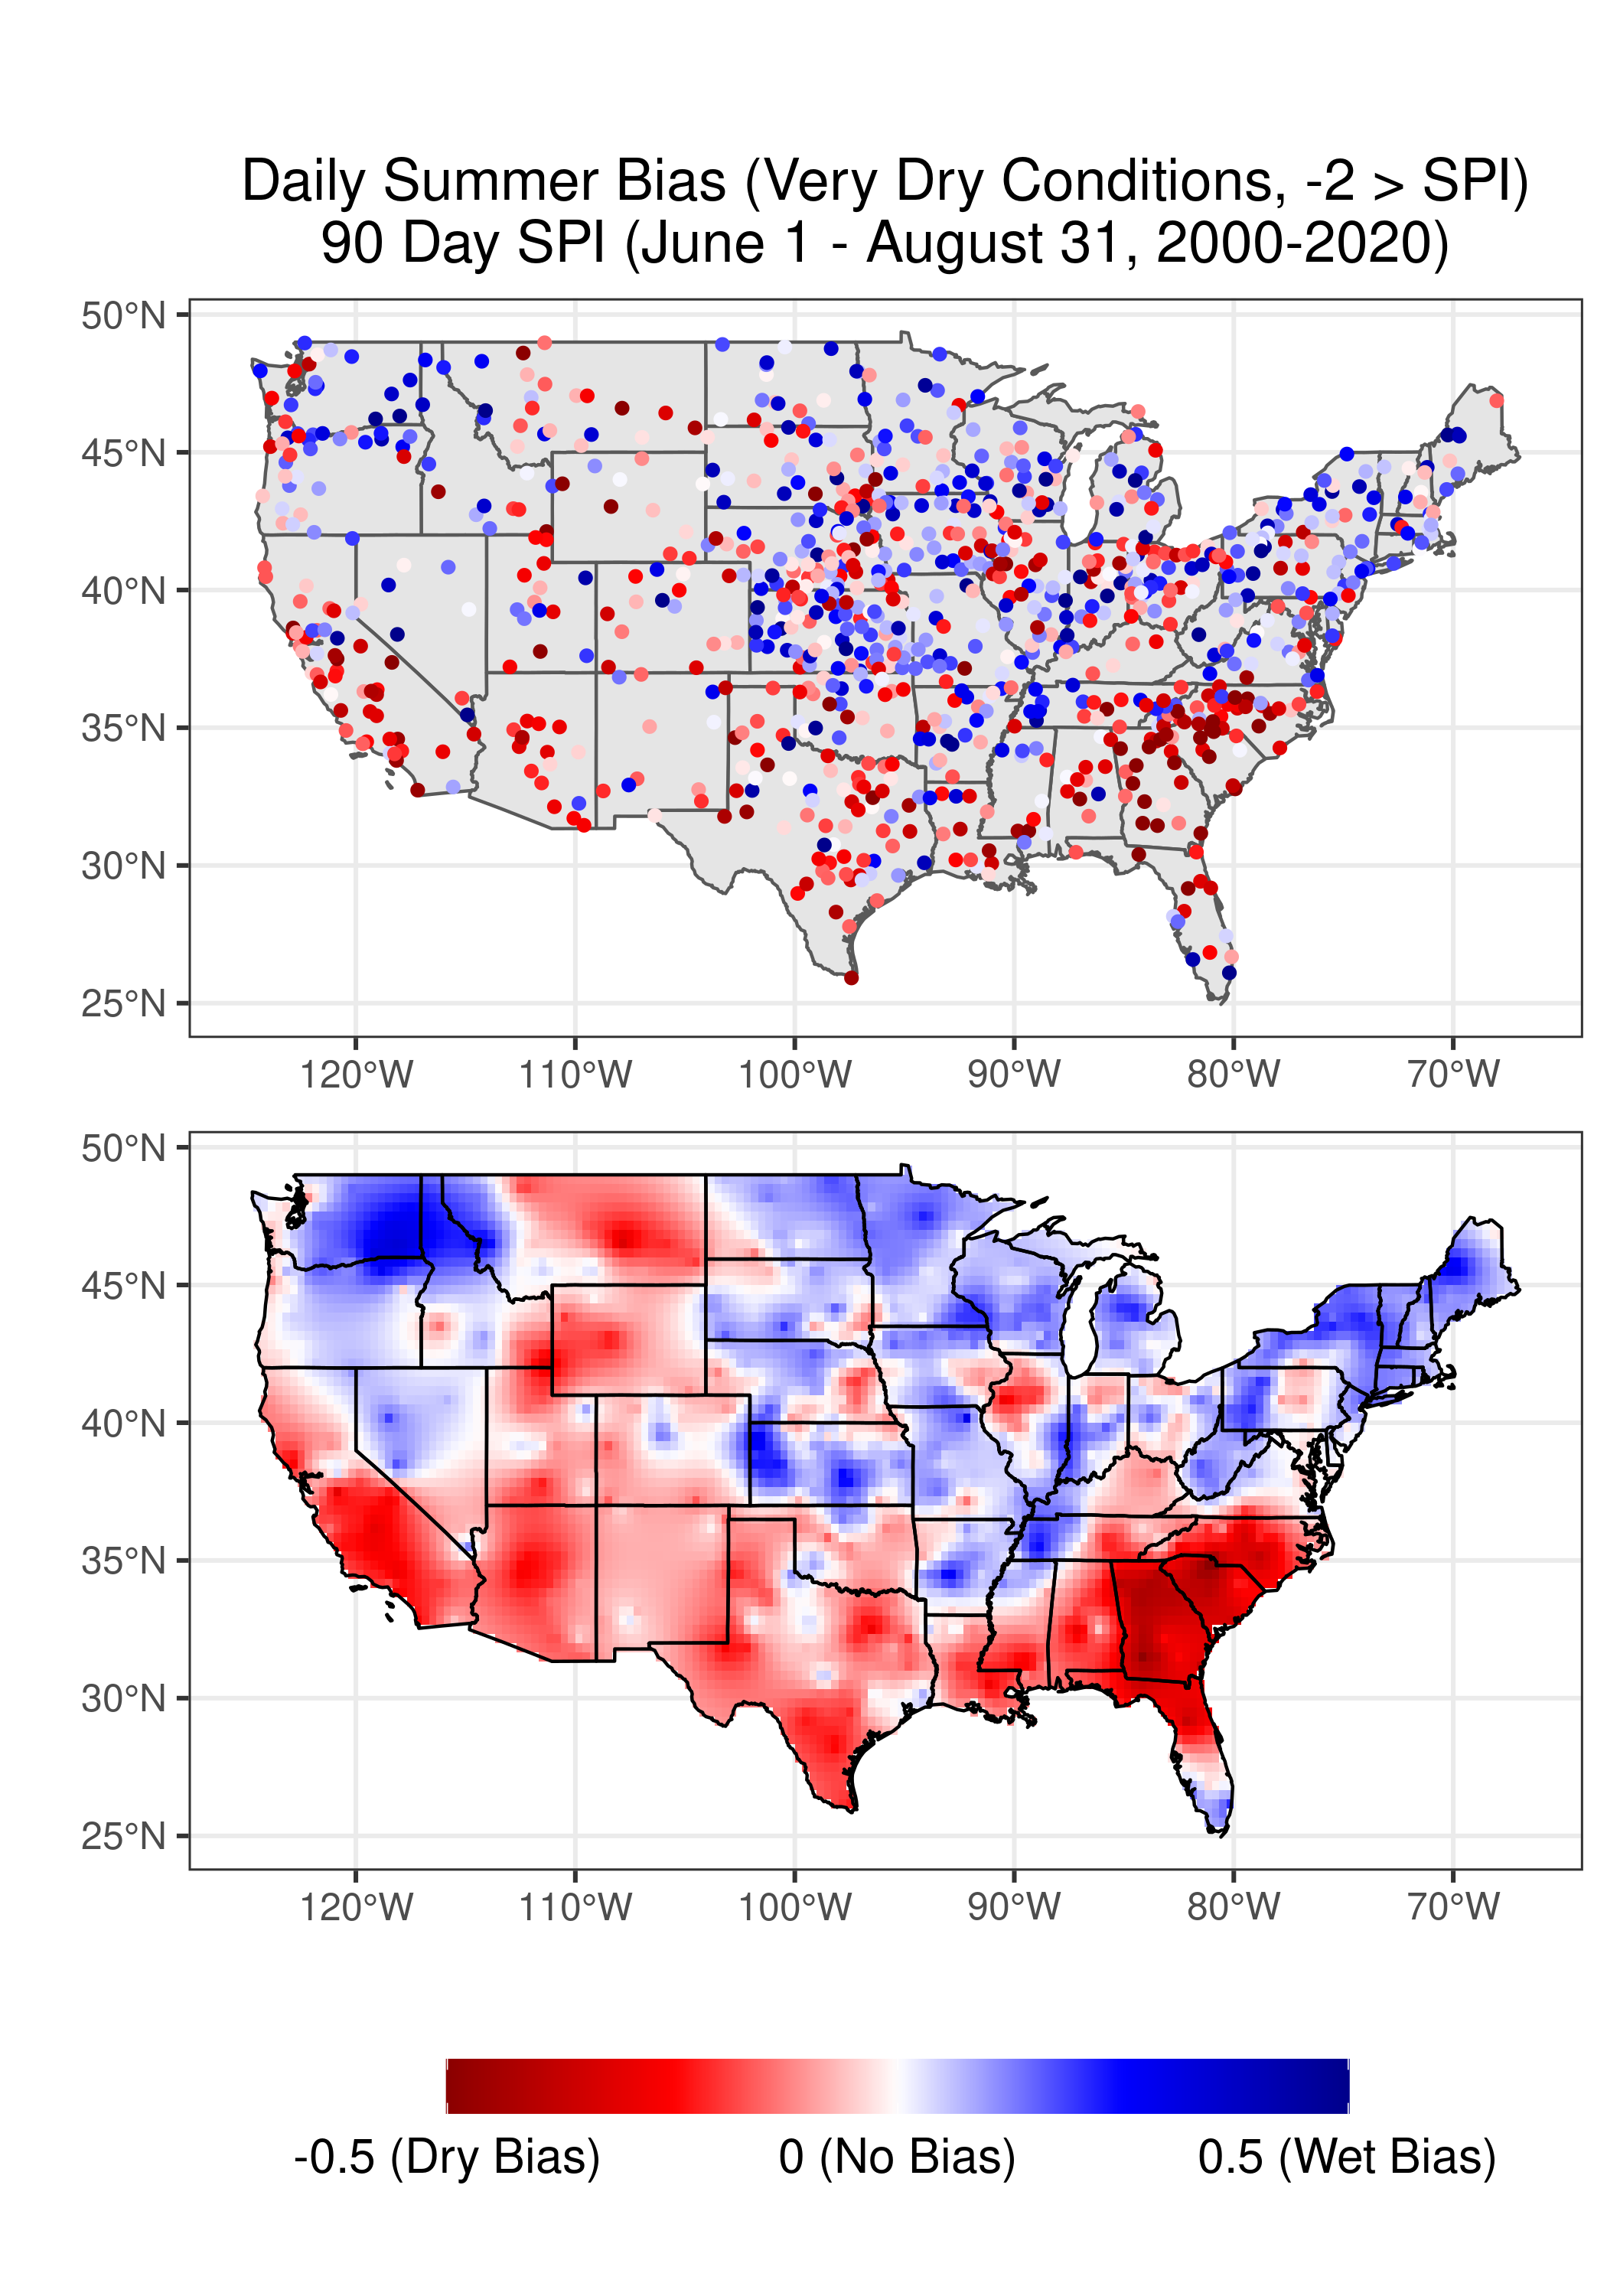 Daily Summer Bias (Very Dry Conditions, -2 > SPI)
90 Day SPI (June 1 - August 31, 2000-2020)
50°N
45°N
40°N
35°N
30°N
25°N
120°W 110°W 100°W 90°W 80°W 70°W
50°N
45°N
40°N
35°N
30°N
25°N
120°W 110°W 100°W 90°W 80°W 70°W
-0.5 (Dry Bias) 0 (No Bias) 0.5 (Wet Bias)